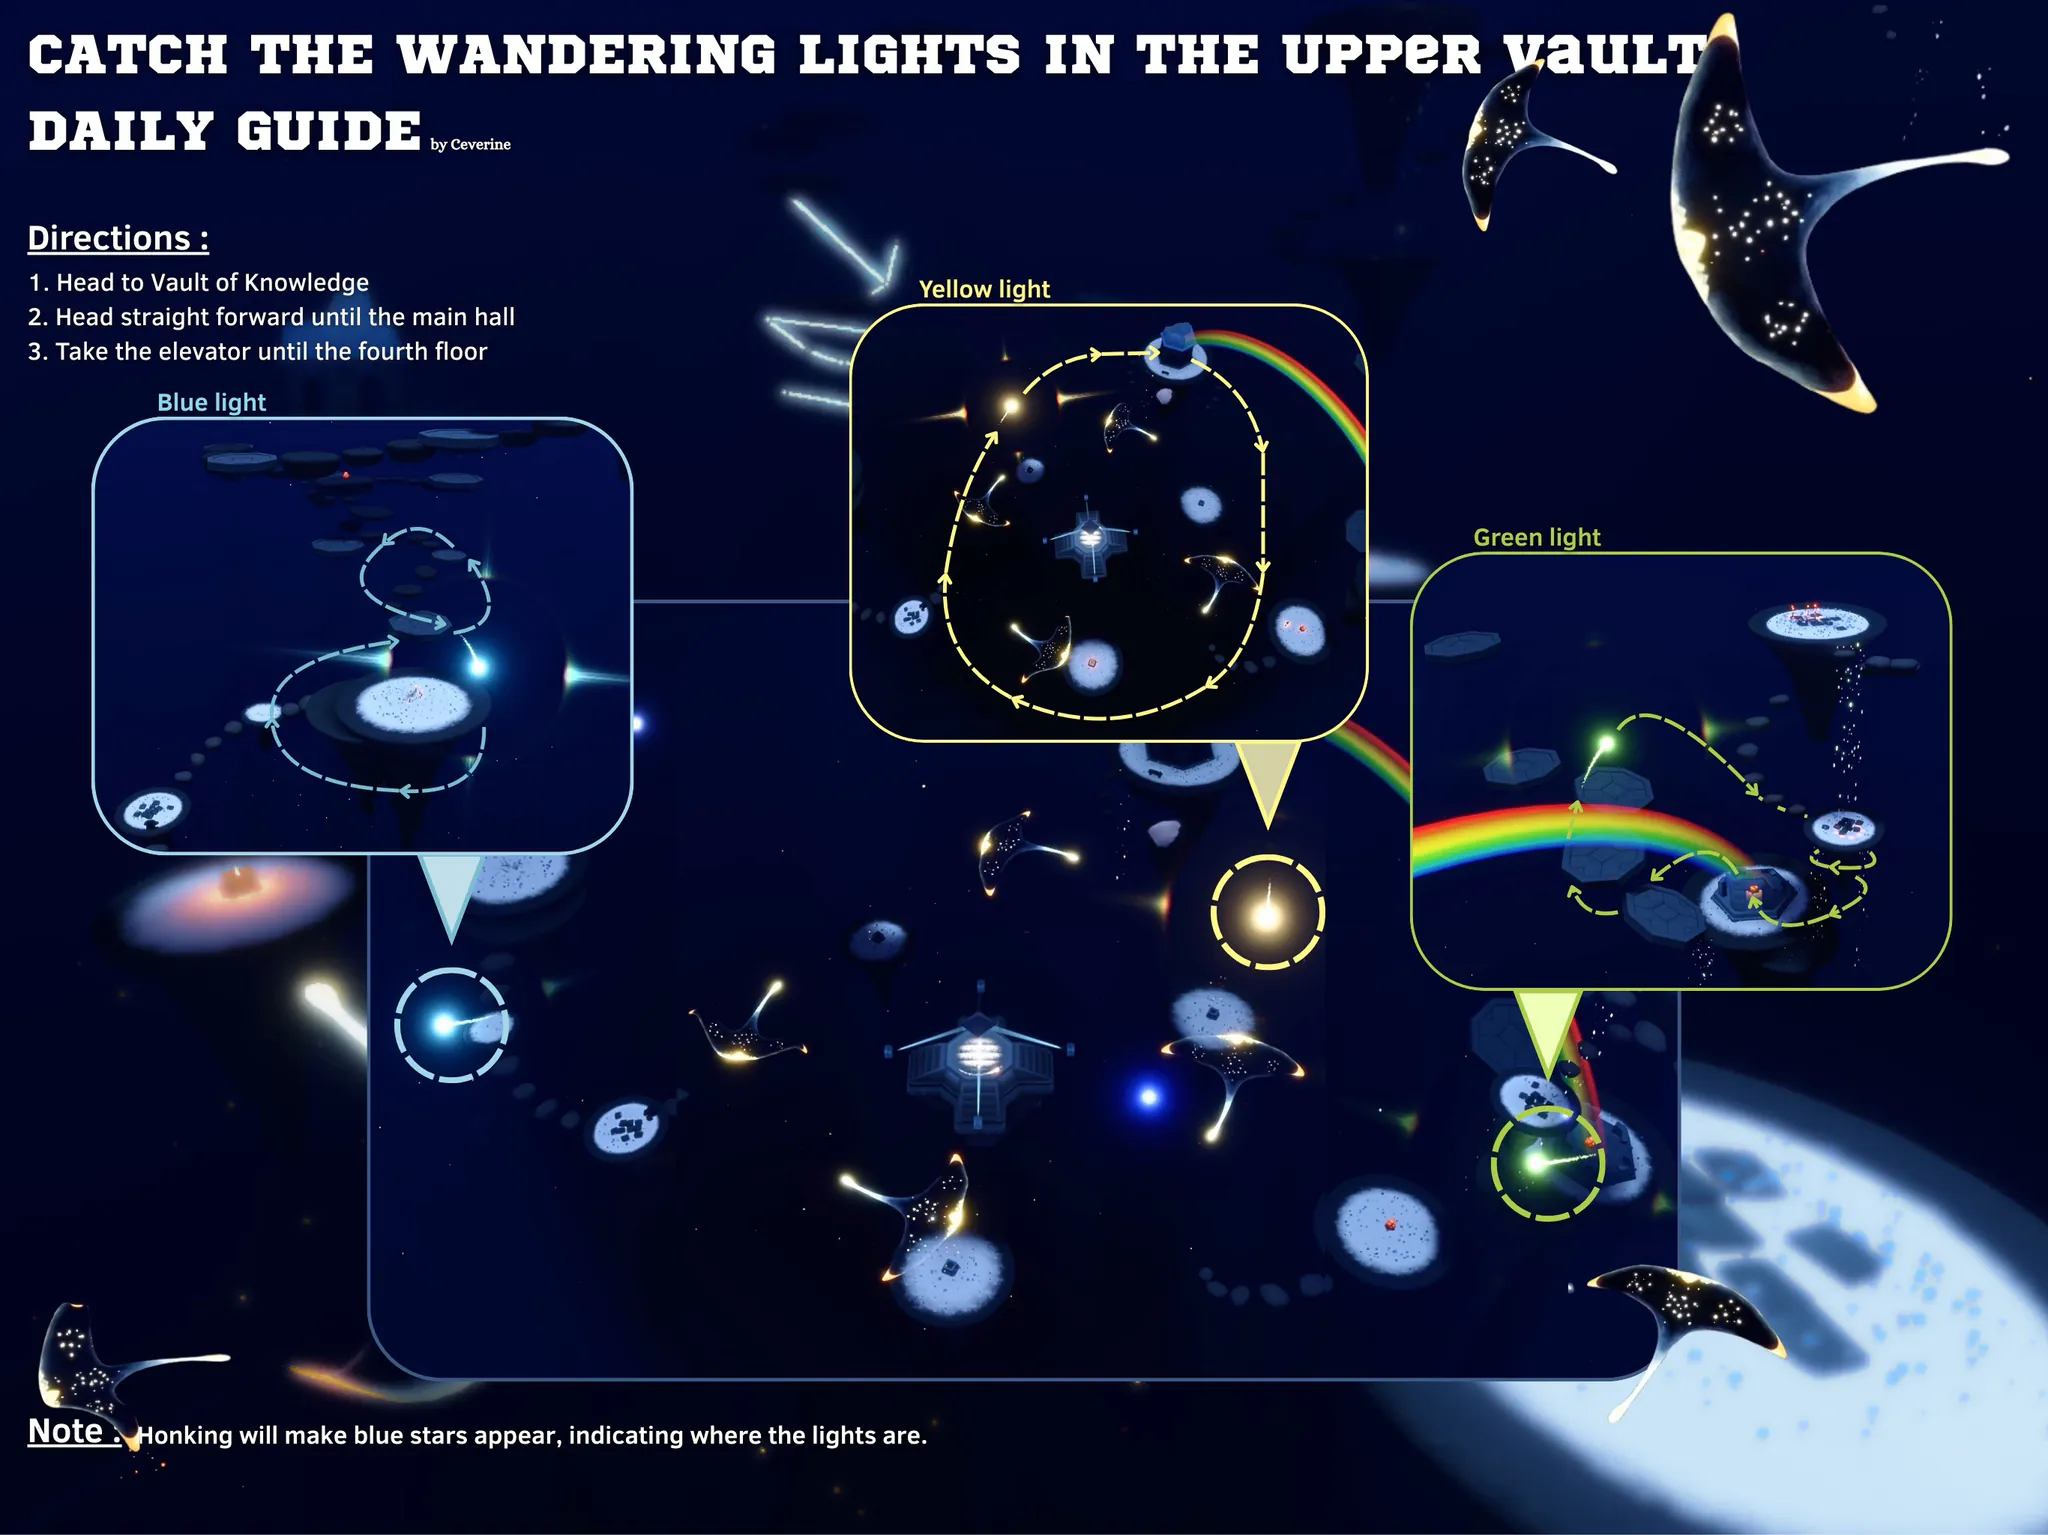 CATCH THE WANDERING LIGHTS IN THE UPPER VAULT
DAILY GUIDE by Ceverine
Directions :
1. Head to Vault of Knowledge
2. Head straight forward until the main hall
3. Take the elevator until the fourth floor
Yellow light
Blue light
Green light
Note : Honking will make blue stars appear, indicating where the lights are.